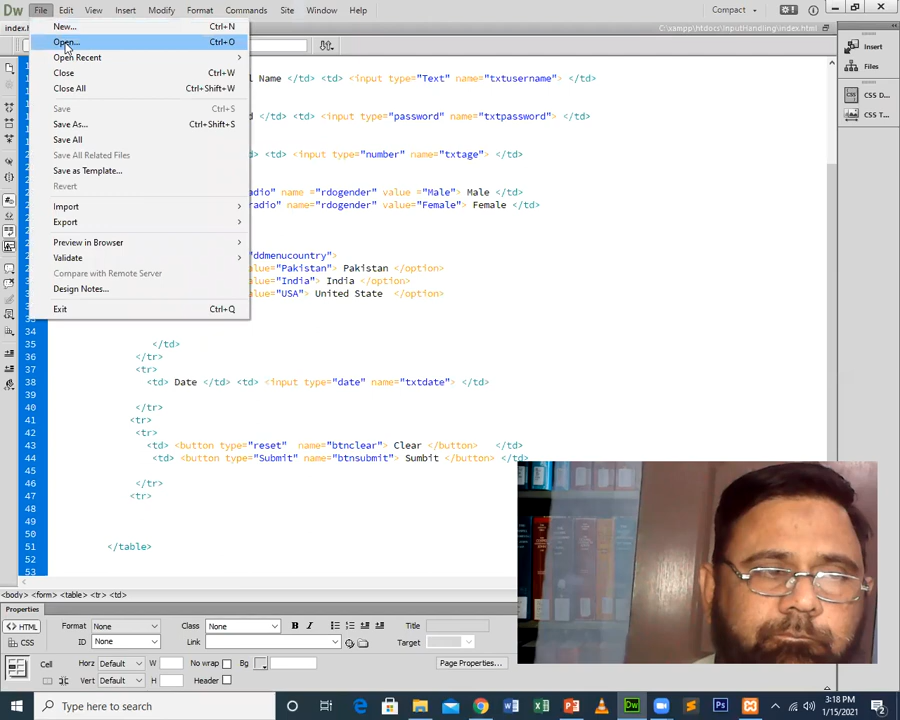 Dw File Edit View Insert Modify Format Commands Site Window Help Compact
index.h C:\xampp\htdocs\InputHandling\index.html
New... Ctrl+N
Open... Ctrl+O
Open Recent
Close Ctrl+W
Close All Ctrl+Shift+W
Save Ctrl+S
Save As... Ctrl+Shift+S
Save All
Save All Related Files
Save as Template...
Revert
Import
Export
Preview in Browser
Validate
Compare with Remote Server
Design Notes...
Exit Ctrl+Q
Insert
Files
CSS D...
CSS T...
l Name </td> <td> <input type="Text" name="txtusername"> </td>
d </td> <td> <input type="password" name="txtpassword"> </td>
> <td> <input type="number" name="txtage"> </td>
adio" name ="rdogender" value ="Male"> Male </td>
adio" name="rdogender" value="Female"> Female </td>
ddmenucountry">
value="Pakistan"> Pakistan </option>
value="India"> India </option>
value="USA"> United State </option>
34
35 </td>
36 </tr>
37 <tr>
38 <td> Date </td> <td> <input type="date" name="txtdate"> </td>
39
40 </tr>
41 <tr>
42 <tr>
43 <td> <button type="reset" name="btnclear"> Clear </button> </td>
44 <td> <button type="Submit" name="btnsubmit"> Sumbit </button> </td>
45
46 </tr>
47 <tr>
48
49
50
51 </table>
52
53
<body> <form> <table> <tr> <td>
Properties
<> HTML Format None Class None B I Title
CSS ID None Link Target
Cell Horz Default W No wrap Bg Page Properties...
Vert Default H Header
Type here to search
3:18 PM
1/15/2021
2